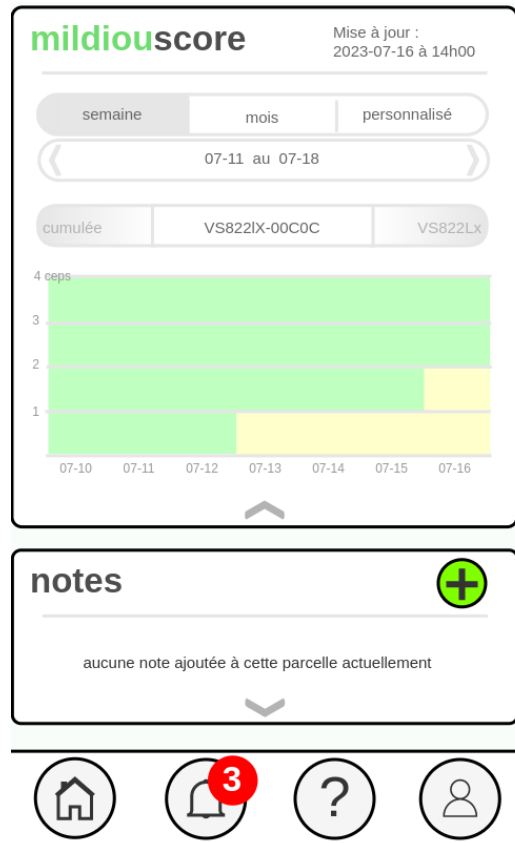 mildiouscore
Mise à jour :
2023-07-16 à 14h00
semaine mois personnalisé
07-11 au 07-18
cumulée VS822lX-00C0C VS822Lx
4 ceps
3
2
1
07-10 07-11 07-12 07-13 07-14 07-15 07-16
notes
aucune note ajoutée à cette parcelle actuellement
3
?